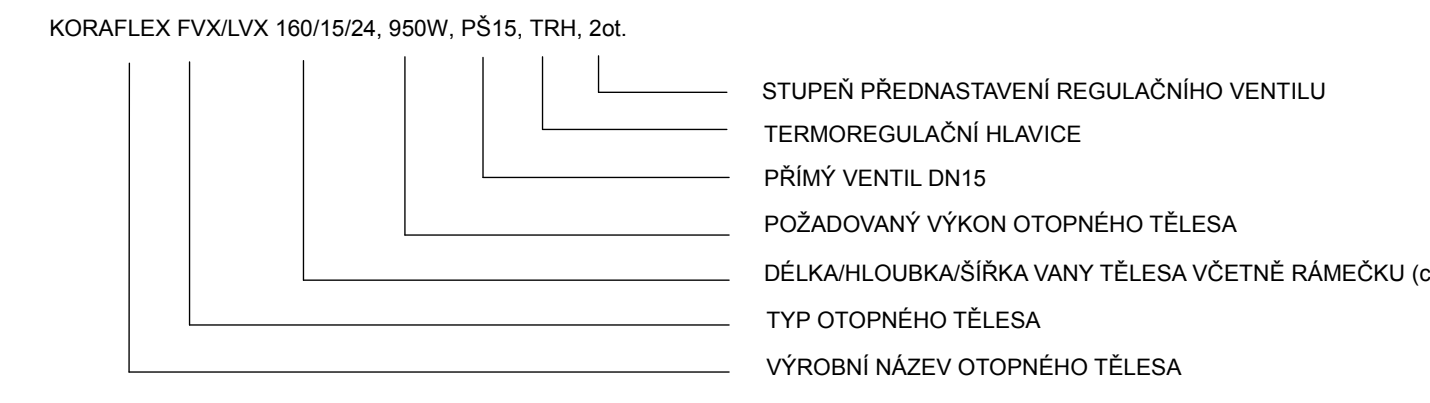 KORAFLEX FVX/LVX 160/15/24, 950W, PŠ15, TRH, 2ot.
STUPEŇ PŘEDNASTAVENÍ REGULAČNÍHO VENTILU
TERMOREGULAČNÍ HLAVICE
PŘÍMÝ VENTIL DN15
POŽADOVANÝ VÝKON OTOPNÉHO TĚLESA
DÉLKA/HLOUBKA/ŠÍŘKA VANY TĚLESA VČETNĚ RÁMEČKU (c
TYP OTOPNÉHO TĚLESA
VÝROBNÍ NÁZEV OTOPNÉHO TĚLESA